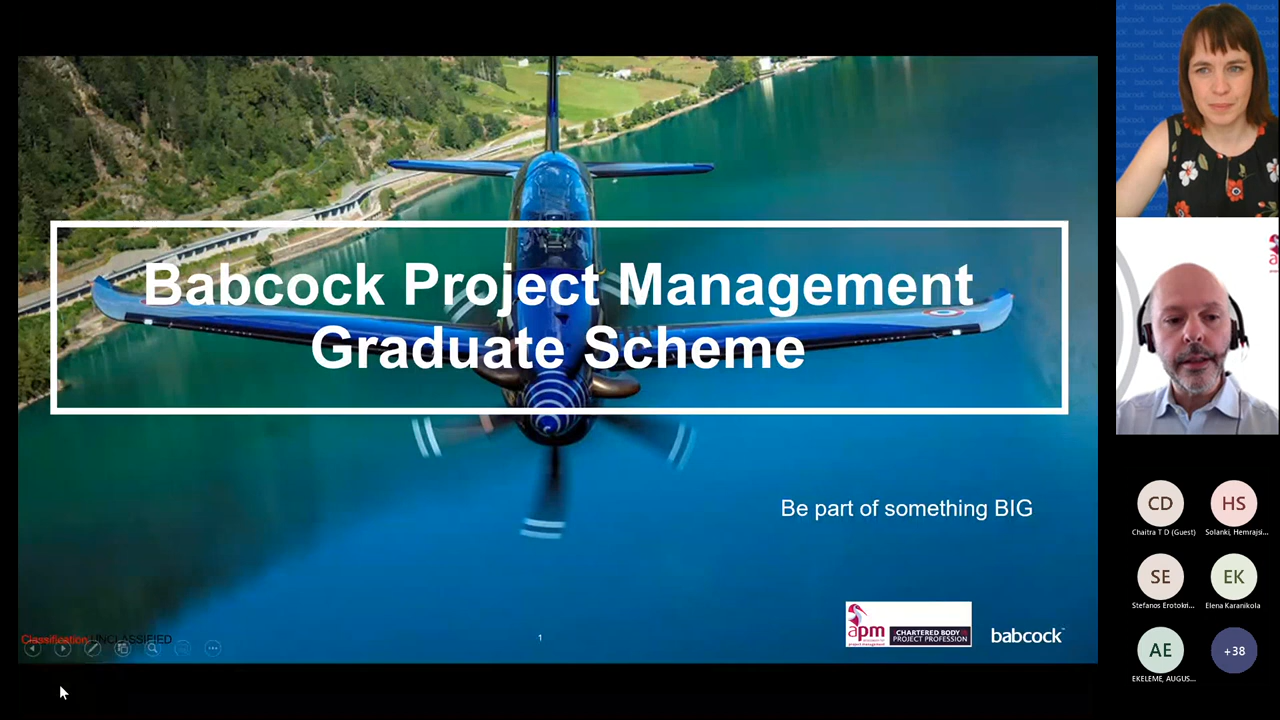 Babcock Project Management
Graduate Scheme
Be part of something BIG
Classification UNCLASSIFIED
1
apm
CHARTERED BODY
PROJECT PROFESSION
babcock
babcock
CD
Chaitra T D (Guest)
HS
Solanki, Hemrajsi...
SE
Stefanos Erotokri...
EK
Elena Karanikola
AE
EKELEME, AUGUS...
+38